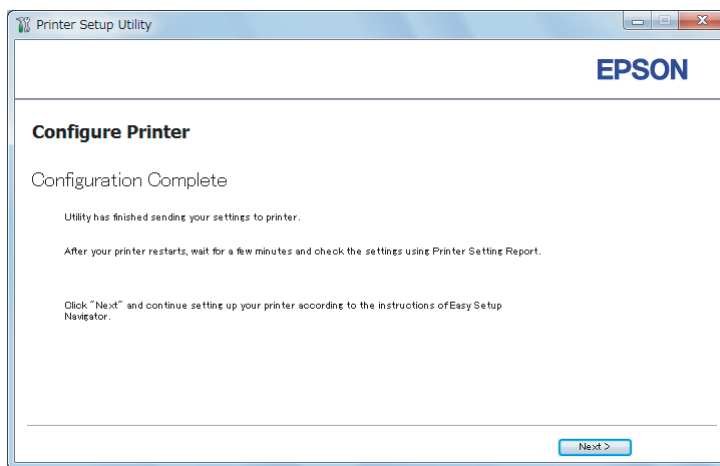 Printer Setup Utility
EPSON
Configure Printer
Configuration Complete
Utility has finished sending your settings to printer.
After your printer restarts, wait for a few minutes and check the settings using Printer Setting Report.
Click "Next" and continue setting up your printer according to the instructions of Easy Setup
Navigator.
Next >